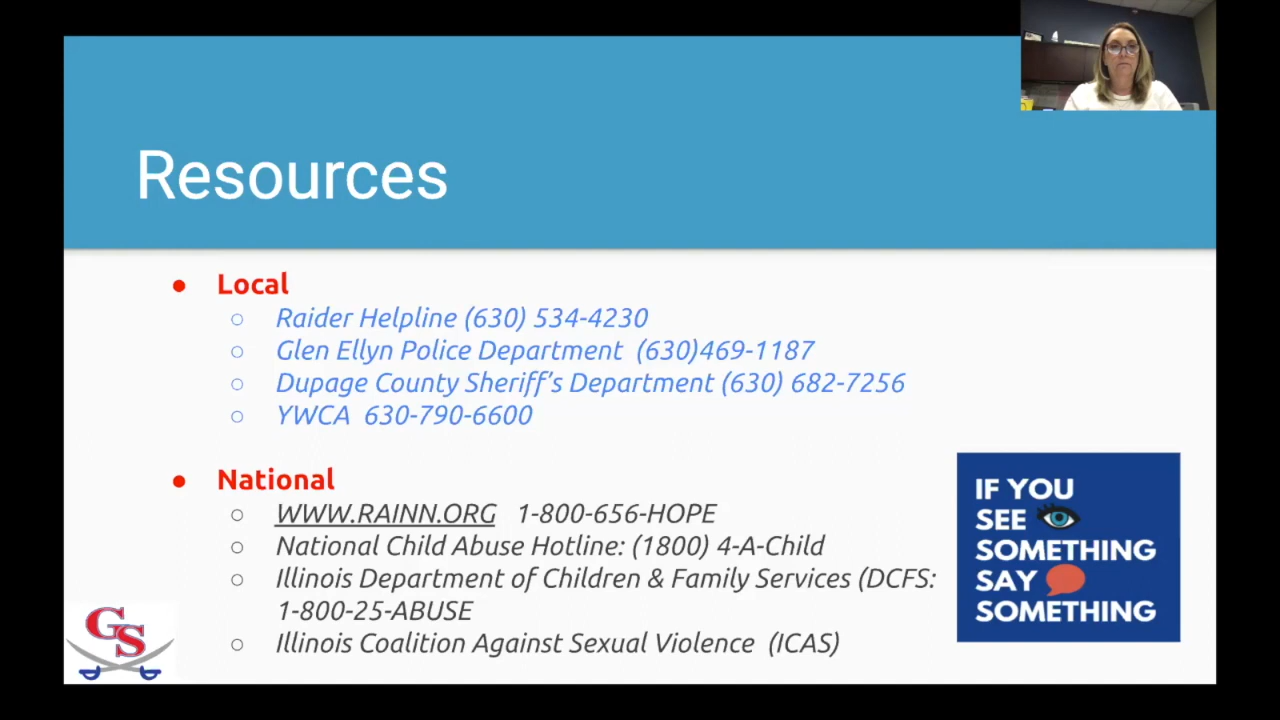 Resources
● Local
○ Raider Helpline (630) 534-4230
○ Glen Ellyn Police Department (630)469-1187
○ Dupage County Sheriff’s Department (630) 682-7256
○ YWCA 630-790-6600
● National
○ WWW.RAINN.ORG 1-800-656-HOPE
○ National Child Abuse Hotline: (1800) 4-A-Child
○ Illinois Department of Children & Family Services (DCFS:
1-800-25-ABUSE
○ Illinois Coalition Against Sexual Violence (ICAS)
IF YOU
SEE
SOMETHING
SAY
SOMETHING
GS